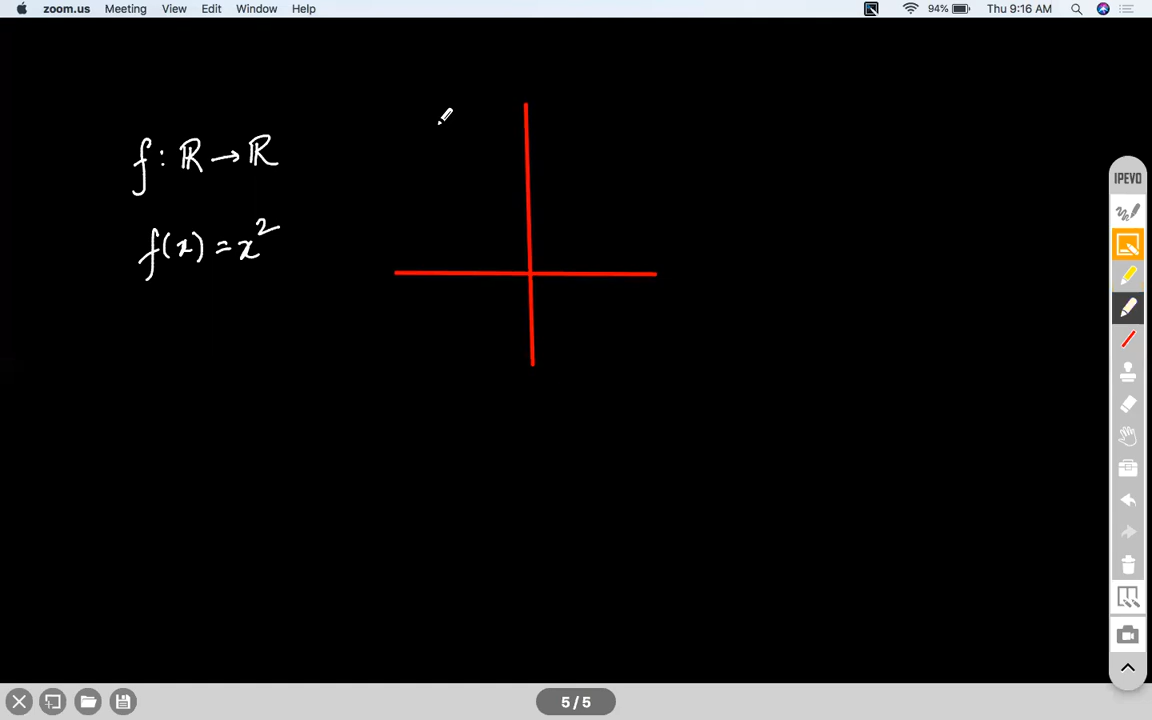 zoom.us Meeting View Edit Window Help 94% Thu 9:16 AM
f: ℝ → ℝ
f(x) = x²
IPEVO
5 / 5